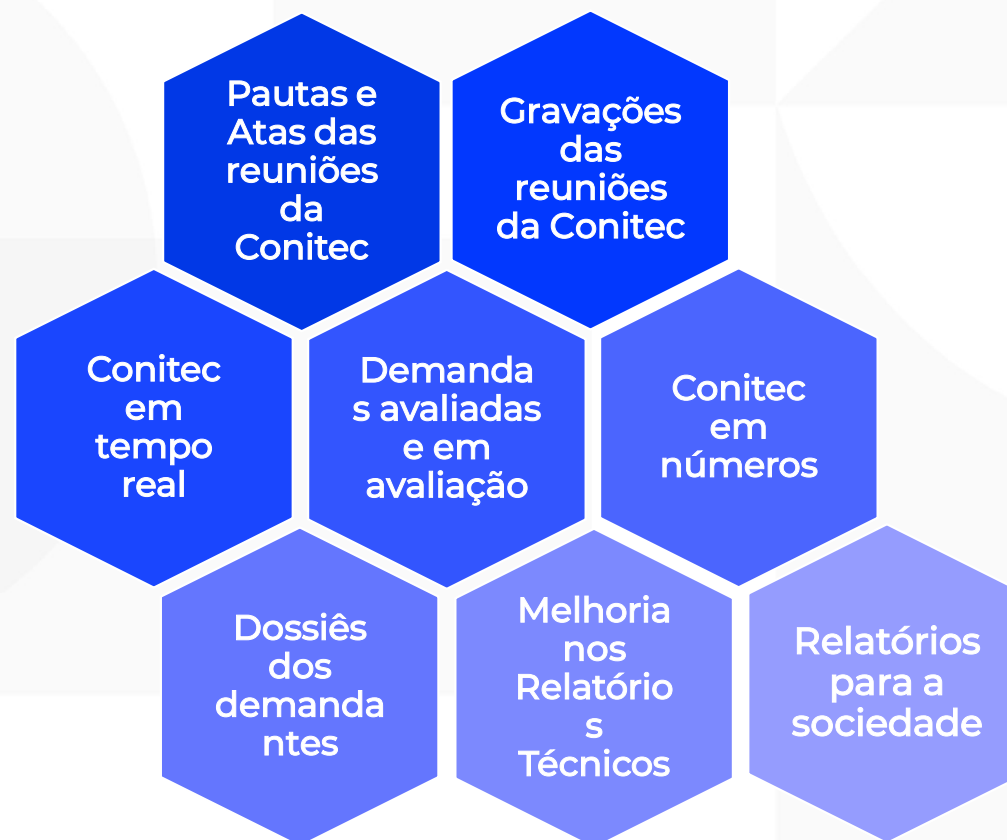 Pautas e
Atas das
reuniões
da
Conitec
Gravações
das
reuniões
da Conitec
Conitec
em
tempo
real
Demanda
s avaliadas
e em
avaliação
Conitec
em
números
Dossiês
dos
demanda
ntes
Melhoria
nos
Relatório
s
Técnicos
Relatórios
para a
sociedade